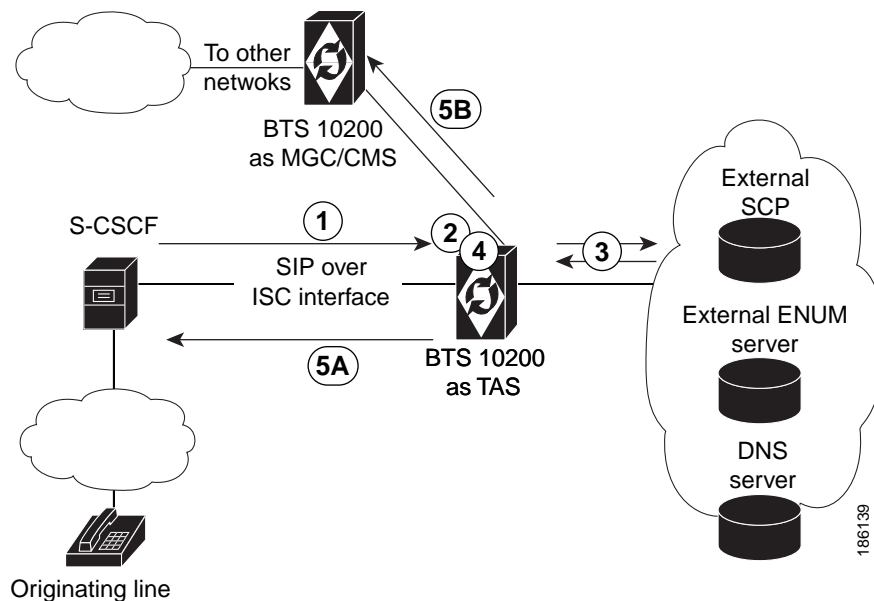 To other
netwoks
5B
BTS 10200
as MGC/CMS
External
SCP
S-CSCF
1
2
4
3
SIP over
ISC interface
External ENUM
server
5A
BTS 10200
as TAS
DNS
server
186139
Originating line